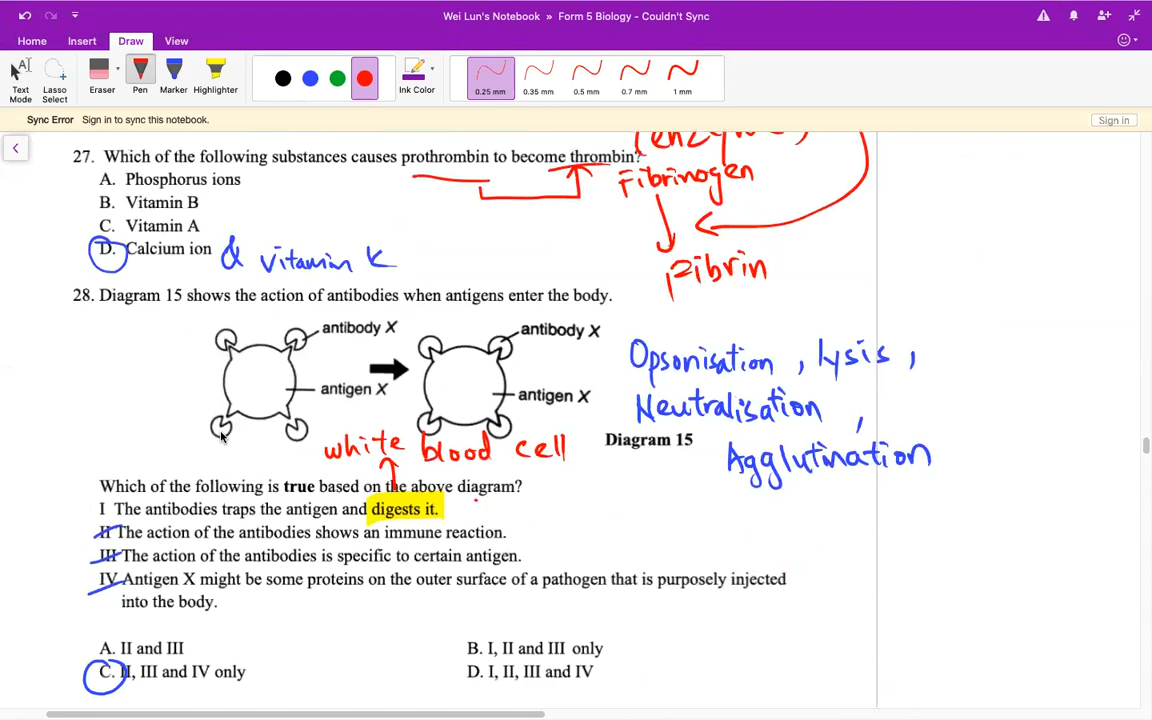 Wei Lun's Notebook » Form 5 Biology - Couldn't Sync
Home Insert Draw View
Text Mode
Lasso Select
Eraser
Pen
Marker
Highlighter
Ink Color
0.25 mm
0.35 mm
0.5 mm
0.7 mm
1 mm
Sync Error Sign in to sync this notebook.
Sign in
(enzyme)
27. Which of the following substances causes prothrombin to become thrombin?
A. Phosphorus ions
Fibrinogen
B. Vitamin B
C. Vitamin A
D. Calcium ion & vitamin K
Fibrin
28. Diagram 15 shows the action of antibodies when antigens enter the body.
antibody X
antigen X
antibody X
antigen X
Diagram 15
Opsonisation , lysis ,
Neutralisation ,
Agglutination
white blood cell
Which of the following is true based on the above diagram?
I The antibodies traps the antigen and digests it.
II The action of the antibodies shows an immune reaction.
III The action of the antibodies is specific to certain antigen.
IV Antigen X might be some proteins on the outer surface of a pathogen that is purposely injected
into the body.
A. II and III
B. I, II and III only
C. II, III and IV only
D. I, II, III and IV